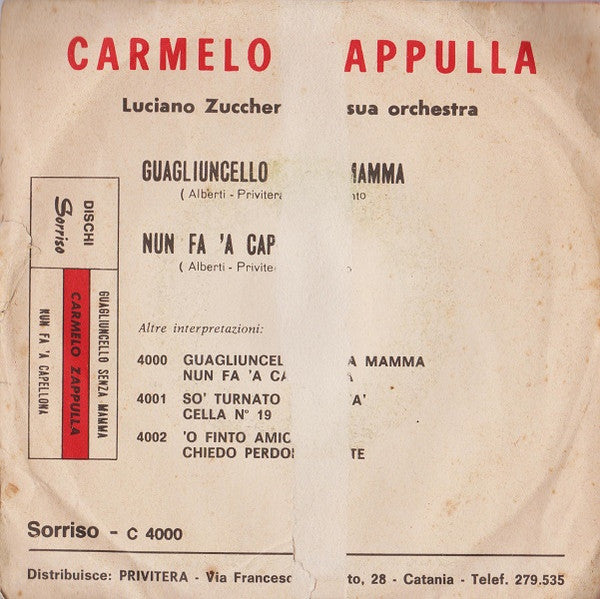 CARMELO APPULLA
Luciano Zuccher sua orchestra
GUAGLIUNCELLO MAMMA
( Alberti - Privitera
NUN FA 'A CAP
( Alberti - Privite
DISCHI
Sorriso
GUAGLIUNCELLO SENZA MAMMA
CARMELO ZAPPULLA
NUN FA 'A CAPELLONA
Altre interpretazioni:
4000 GUAGLIUNCEL A MAMMA
NUN FA 'A CA A
4001 SO' TURNATO A'
CELLA N° 19
4002 'O FINTO AMIC
CHIEDO PERDO TE
Sorriso - C 4000
Distribuisce: PRIVITERA - Via Francesc to, 28 - Catania - Telef. 279.535